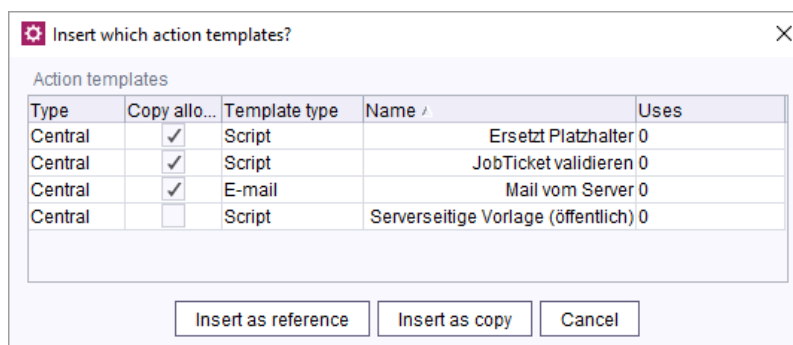 Insert which action templates?
Action templates
Type Copy allo... Template type Name Uses
Central Script Ersetzt Platzhalter 0
Central Script JobTicket validieren 0
Central E-mail Mail vom Server 0
Central Script Serverseitige Vorlage (öffentlich) 0
Insert as reference Insert as copy Cancel